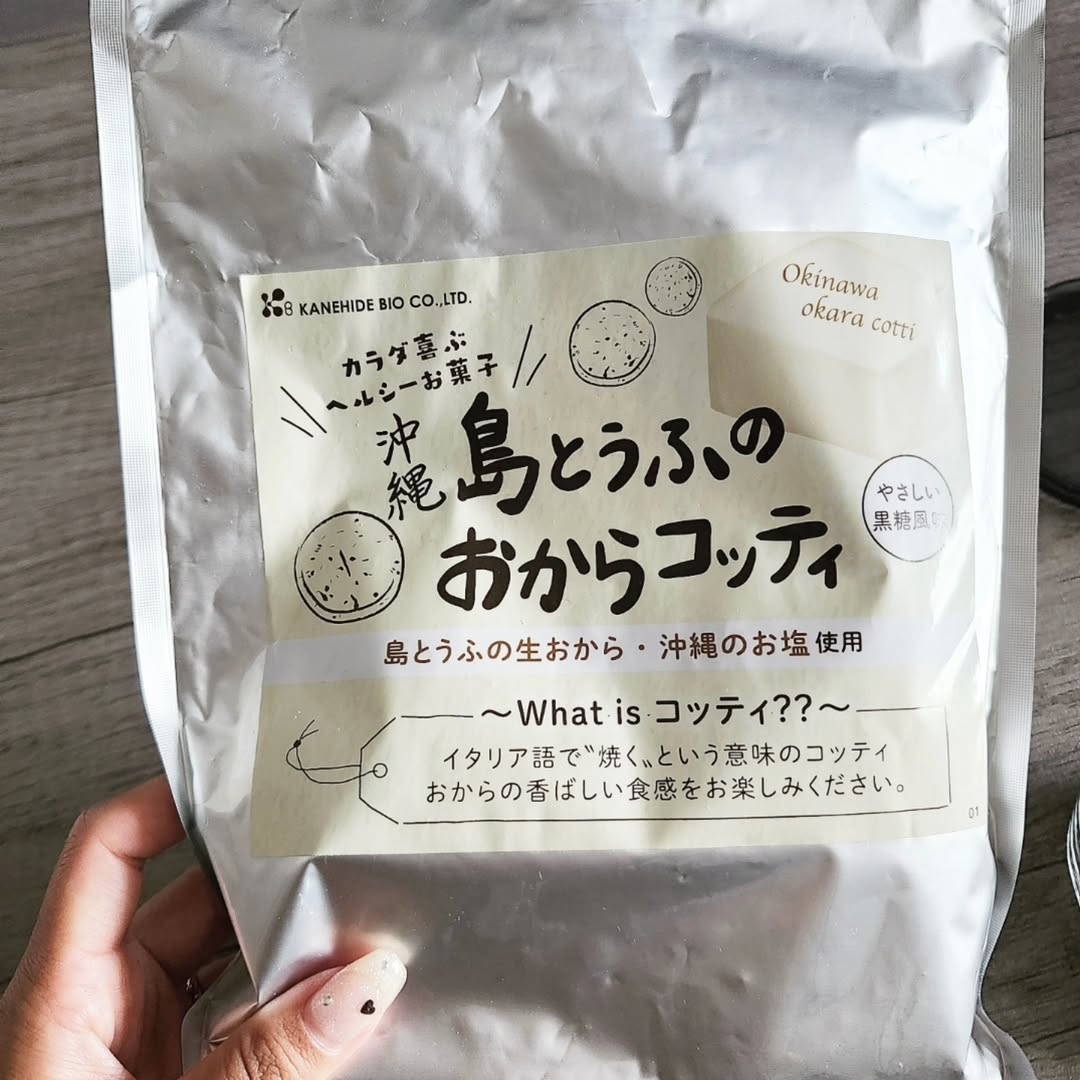 KB KANEHIDE BIO CO.,LTD.
Okinawa
okara cotti
カラダ喜ぶ
ヘルシーお菓子
沖縄
島とうふの
おからコッティ
やさしい
黒糖風味
島とうふの生おから・沖縄のお塩使用
～What is コッティ??～
イタリア語で〝焼く〟という意味のコッティ
おからの香ばしい食感をお楽しみください。
01